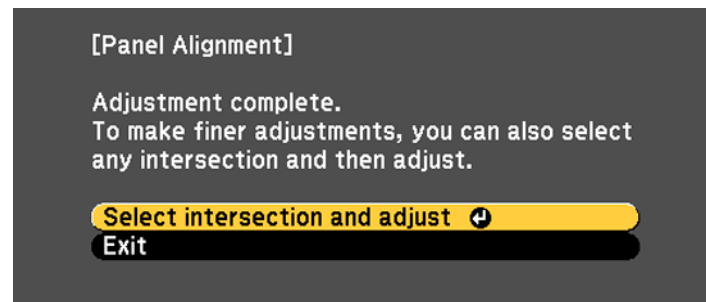 [Panel Alignment]
Adjustment complete.
To make finer adjustments, you can also select
any intersection and then adjust.
Select intersection and adjust
Exit